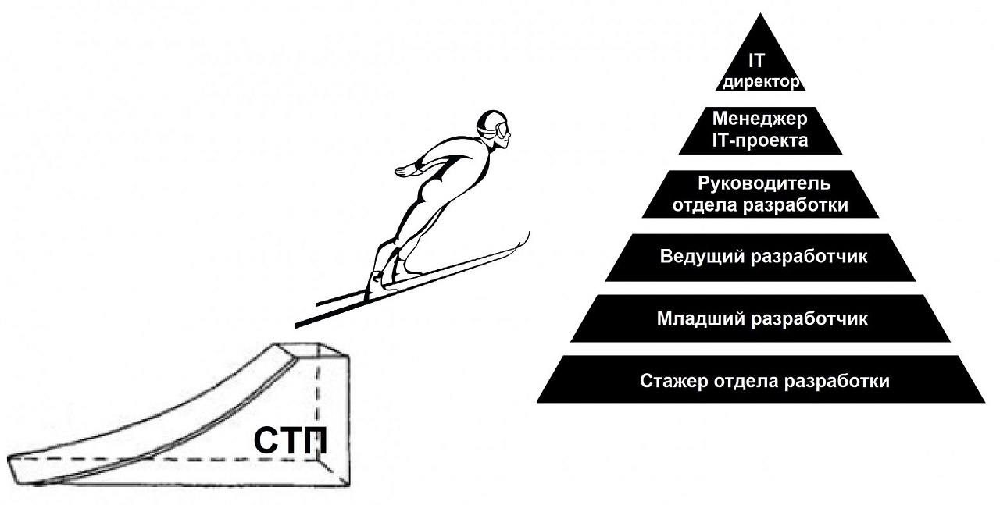 IT
директор
Менеджер
IT-проекта
Руководитель
отдела разработки
Ведущий разработчик
Младший разработчик
Стажер отдела разработки
СТП